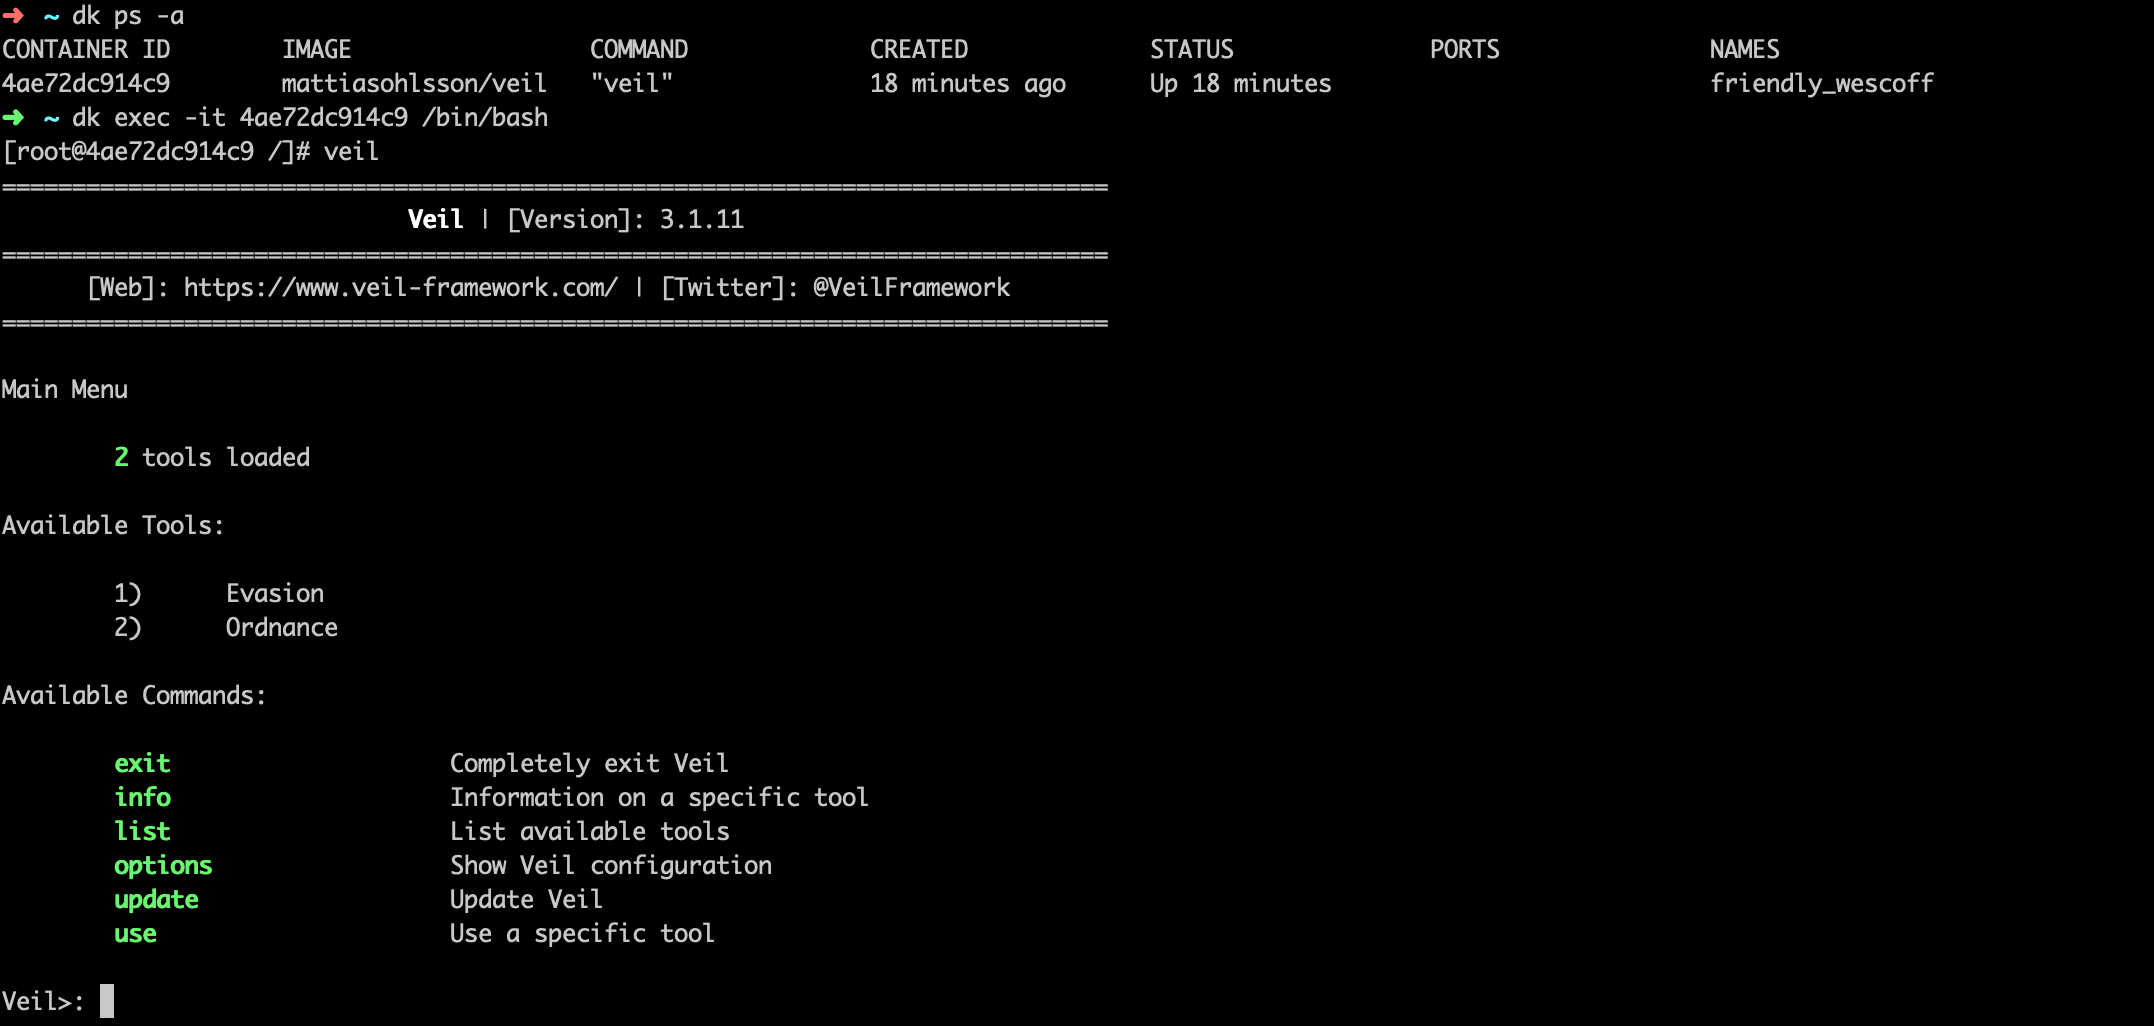 ➜ ~ dk ps -a
CONTAINER ID        IMAGE                 COMMAND             CREATED             STATUS              PORTS               NAMES
4ae72dc914c9        mattiasohlsson/veil   "veil"              18 minutes ago      Up 18 minutes                           friendly_wescoff
➜ ~ dk exec -it 4ae72dc914c9 /bin/bash
[root@4ae72dc914c9 /]# veil
===============================================================================
                             Veil | [Version]: 3.1.11
===============================================================================
      [Web]: https://www.veil-framework.com/ | [Twitter]: @VeilFramework
===============================================================================
Main Menu
        2 tools loaded
Available Tools:
        1)      Evasion
        2)      Ordnance
Available Commands:
        exit                    Completely exit Veil
        info                    Information on a specific tool
        list                    List available tools
        options                 Show Veil configuration
        update                  Update Veil
        use                     Use a specific tool
Veil>: